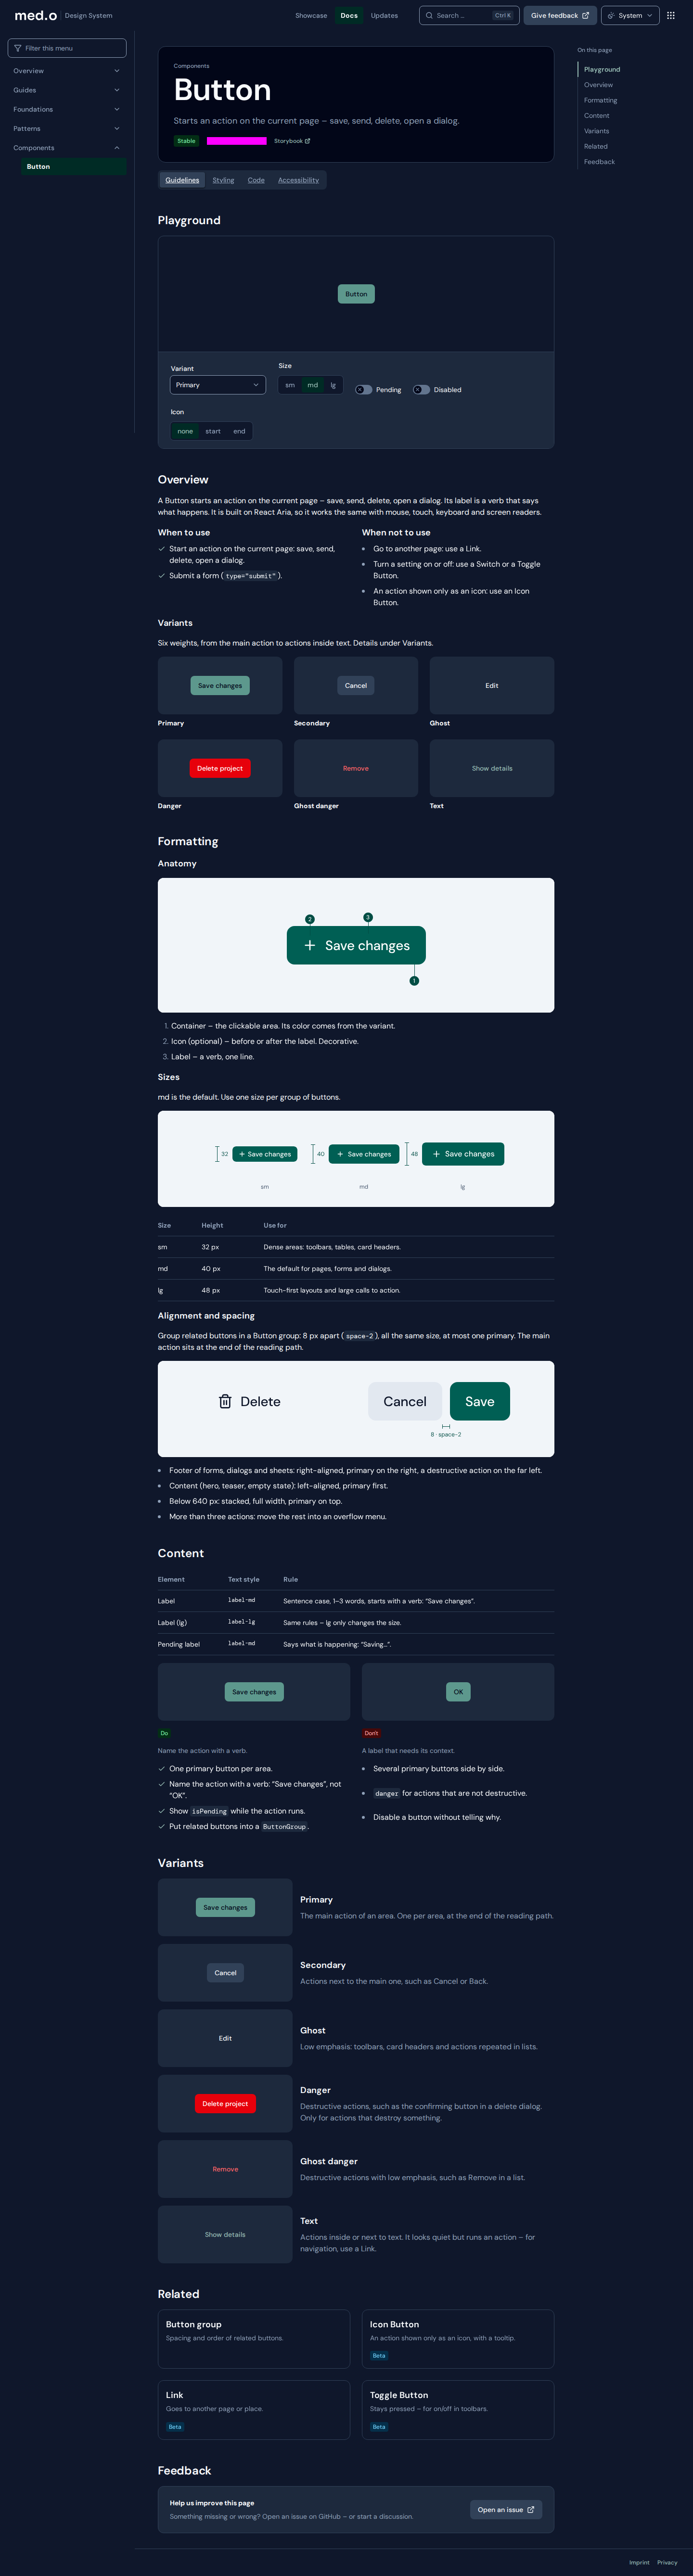 med.o Design System
Showcase
Docs
Updates
Search ...
Ctrl K
Give feedback
System
Filter this menu
Overview
Guides
Foundations
Patterns
Components
Button
Components
Button
Starts an action on the current page – save, send, delete, open a dialog.
Stable
Storybook
On this page
Playground
Overview
Formatting
Content
Variants
Related
Feedback
Guidelines
Styling
Code
Accessibility
Playground
Button
Variant
Primary
Size
sm
md
lg
Pending
Disabled
Icon
none
start
end
Overview
A Button starts an action on the current page – save, send, delete, open a dialog. Its label is a verb that says
what happens. It is built on React Aria, so it works the same with mouse, touch, keyboard and screen readers.
When to use
Start an action on the current page: save, send,
delete, open a dialog.
Submit a form (type="submit").
When not to use
Go to another page: use a Link.
Turn a setting on or off: use a Switch or a Toggle
Button.
An action shown only as an icon: use an Icon
Button.
Variants
Six weights, from the main action to actions inside text. Details under Variants.
Save changes
Cancel
Edit
Primary
Secondary
Ghost
Delete project
Remove
Show details
Danger
Ghost danger
Text
Formatting
Anatomy
2
3
Save changes
1
1. Container – the clickable area. Its color comes from the variant.
2. Icon (optional) – before or after the label. Decorative.
3. Label – a verb, one line.
Sizes
md is the default. Use one size per group of buttons.
32
Save changes
40
Save changes
48
Save changes
sm
md
lg
Size Height Use for
sm 32 px Dense areas: toolbars, tables, card headers.
md 40 px The default for pages, forms and dialogs.
lg 48 px Touch-first layouts and large calls to action.
Alignment and spacing
Group related buttons in a Button group: 8 px apart (space-2), all the same size, at most one primary. The main
action sits at the end of the reading path.
Delete
Cancel
Save
8 · space-2
Footer of forms, dialogs and sheets: right-aligned, primary on the right, a destructive action on the far left.
Content (hero, teaser, empty state): left-aligned, primary first.
Below 640 px: stacked, full width, primary on top.
More than three actions: move the rest into an overflow menu.
Content
Element Text style Rule
Label label-md Sentence case, 1–3 words, starts with a verb: “Save changes”.
Label (lg) label-lg Same rules – lg only changes the size.
Pending label label-md Says what is happening: “Saving…”.
Save changes
OK
Do
Don't
Name the action with a verb.
A label that needs its context.
One primary button per area.
Name the action with a verb: “Save changes”, not
“OK”.
Show isPending while the action runs.
Put related buttons into a ButtonGroup.
Several primary buttons side by side.
danger for actions that are not destructive.
Disable a button without telling why.
Variants
Save changes
Primary
The main action of an area. One per area, at the end of the reading path.
Cancel
Secondary
Actions next to the main one, such as Cancel or Back.
Edit
Ghost
Low emphasis: toolbars, card headers and actions repeated in lists.
Delete project
Danger
Destructive actions, such as the confirming button in a delete dialog.
Only for actions that destroy something.
Remove
Ghost danger
Destructive actions with low emphasis, such as Remove in a list.
Show details
Text
Actions inside or next to text. It looks quiet but runs an action – for
navigation, use a Link.
Related
Button group
Spacing and order of related buttons.
Icon Button
An action shown only as an icon, with a tooltip.
Beta
Link
Goes to another page or place.
Beta
Toggle Button
Stays pressed – for on/off in toolbars.
Beta
Feedback
Help us improve this page
Something missing or wrong? Open an issue on GitHub – or start a discussion.
Open an issue
Imprint
Privacy